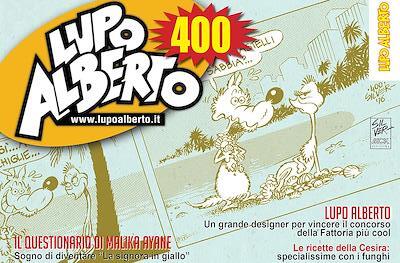 LUPO
ALBERTO
400
www.lupoalberto.it
LUPO ALBERTO
SILVER
LUPO ALBERTO
Un grande designer per vincere il concorso
della Fattoria più cool
Le ricette della Cesira:
specialissime con i funghi
IL QUESTIONARIO DI MALIKA AYANE
Sogno di diventare "La signora in giallo"